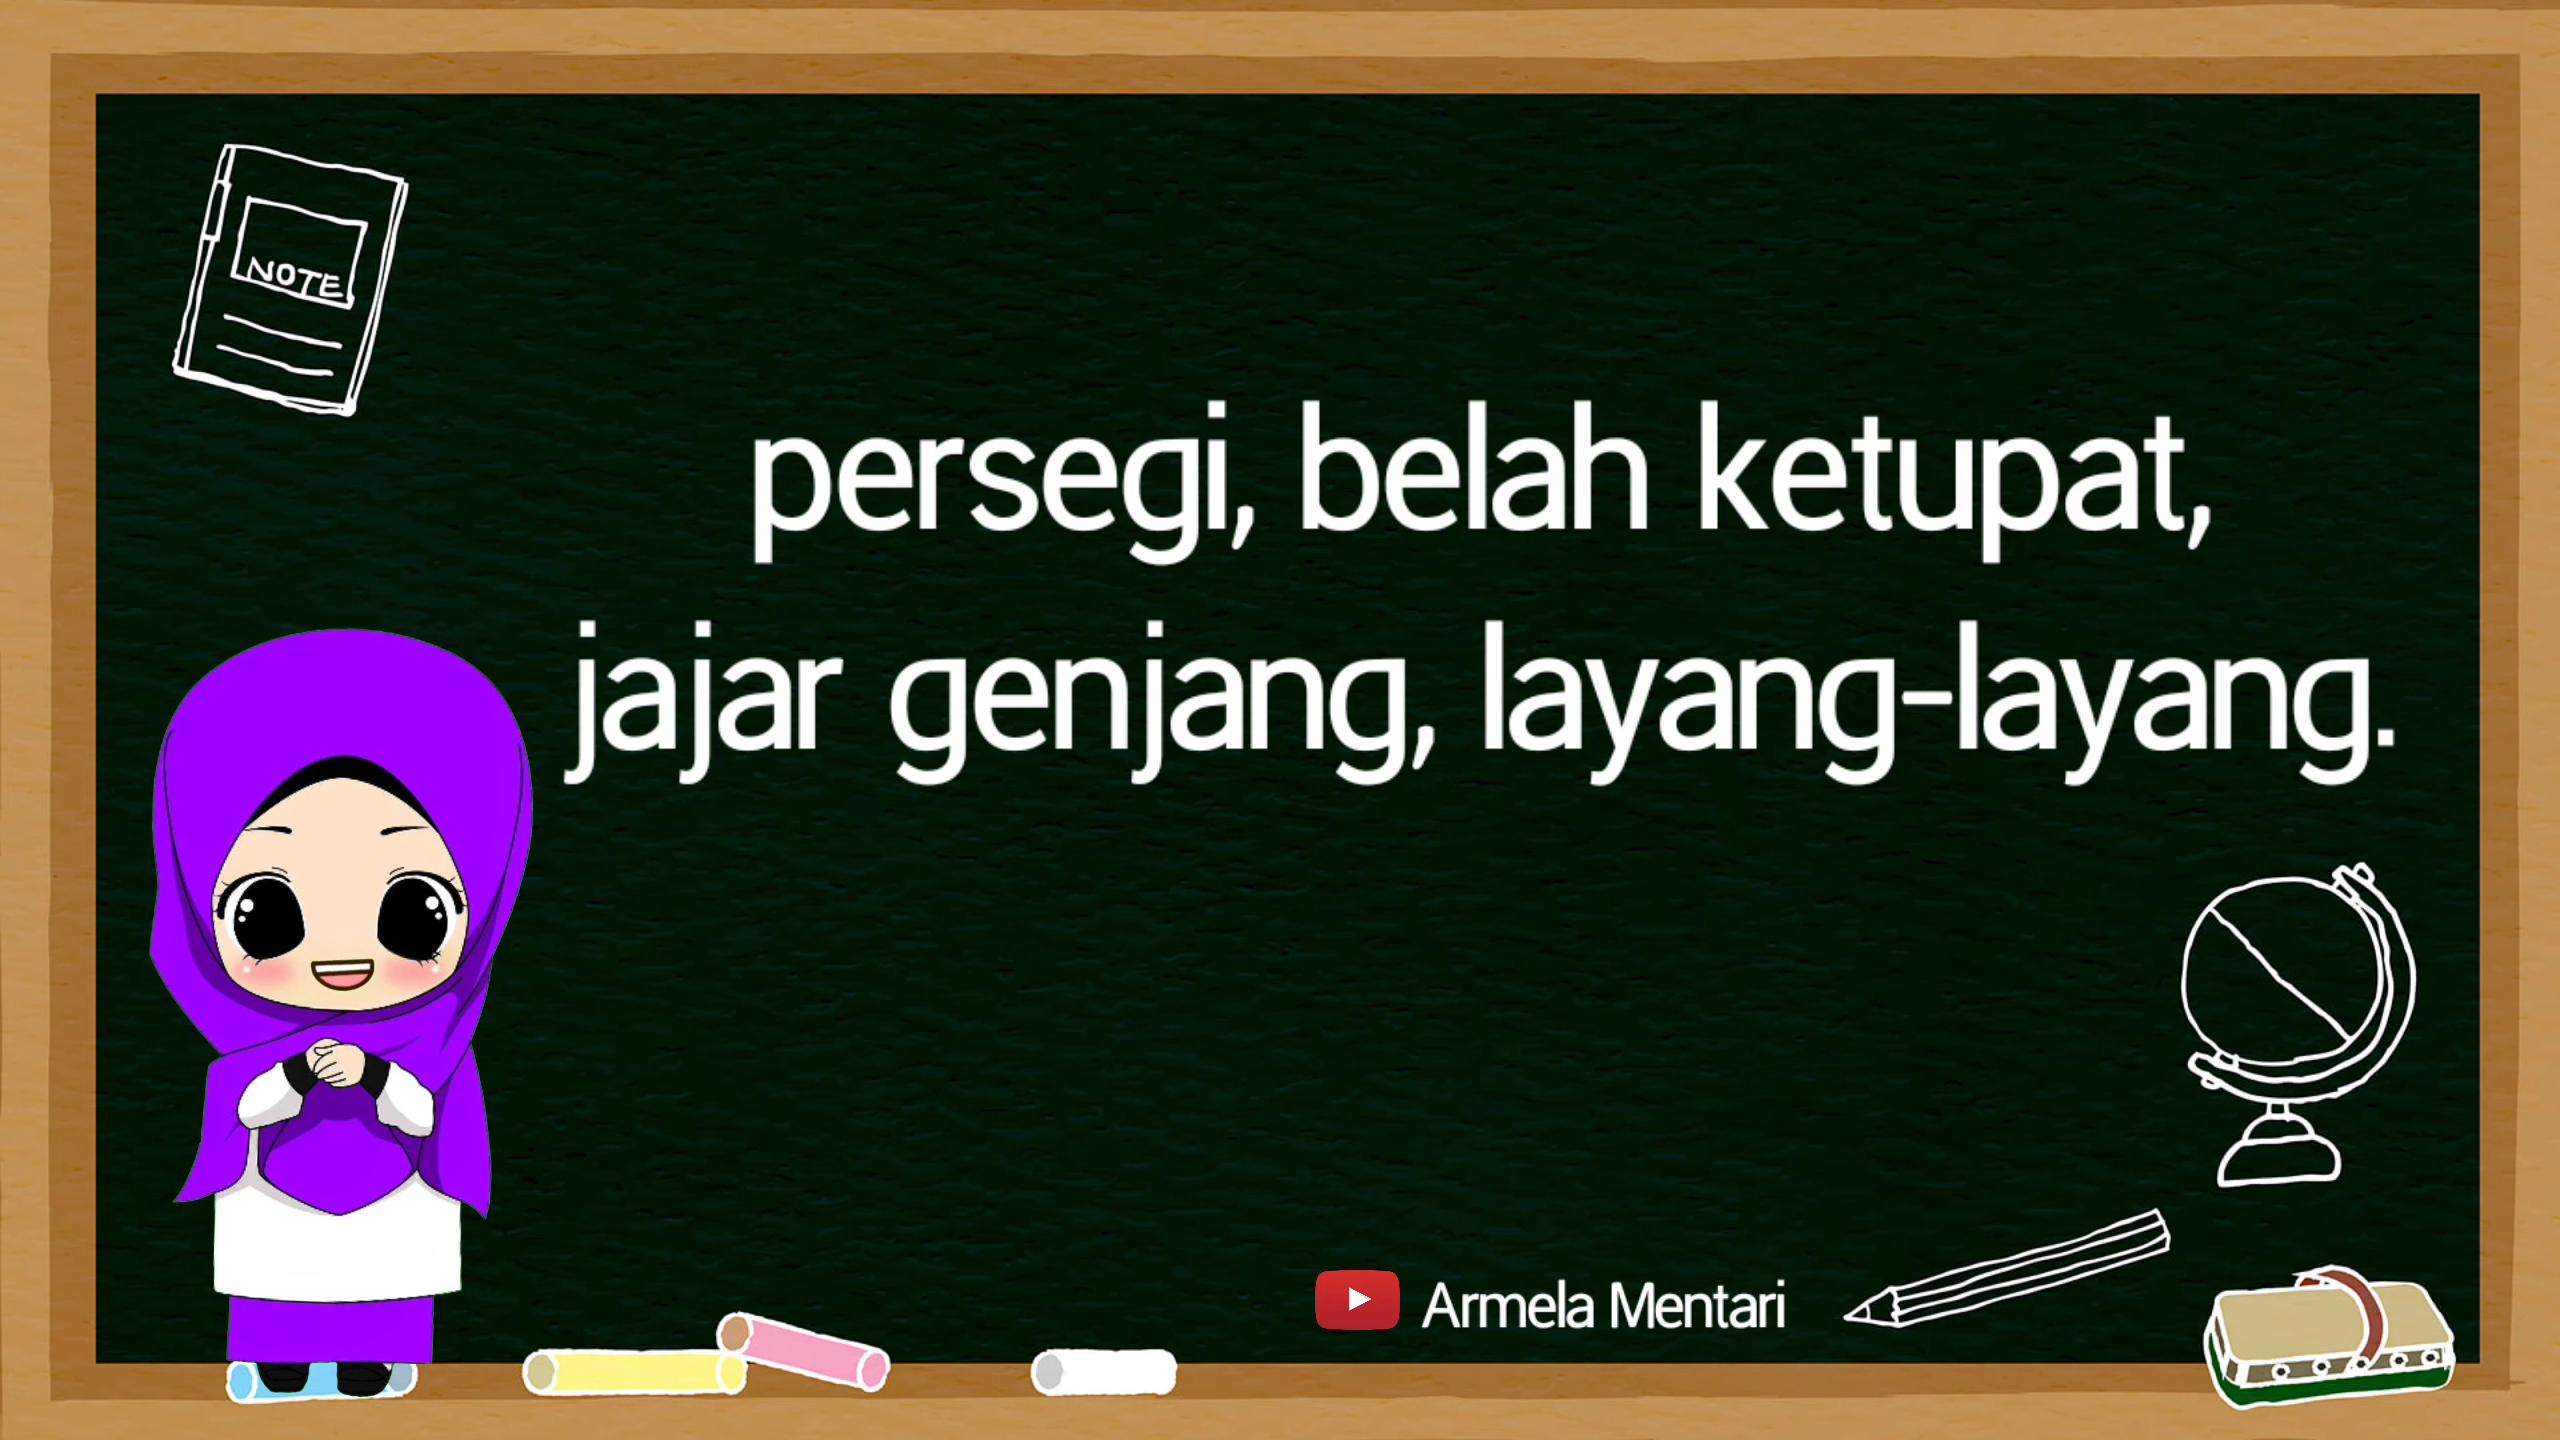 NOTE
persegi, belah ketupat,
jajar genjang, layang-layang.
Armela Mentari